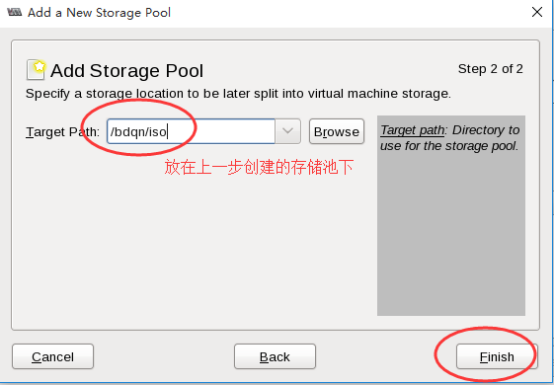 Add a New Storage Pool
Add Storage Pool
Step 2 of 2
Specify a storage location to be later split into virtual machine storage.
Target Path: /bdqn/iso Browse
Target path: Directory to
use for the storage pool.
放在上一步创建的存储池下
Cancel Back Finish